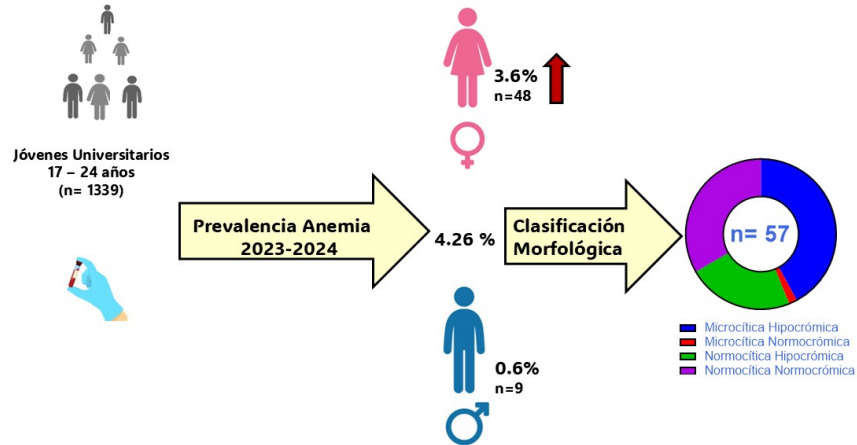 Jóvenes Universitarios
17 – 24 años
(n= 1339)
Prevalencia Anemia
2023-2024
3.6%
n=48
4.26 %
0.6%
n=9
Clasificación
Morfológica
n= 57
Microcítica Hipocrómica
Microcítica Normocrómica
Normocítica Hipocrómica
Normocítica Normocrómica